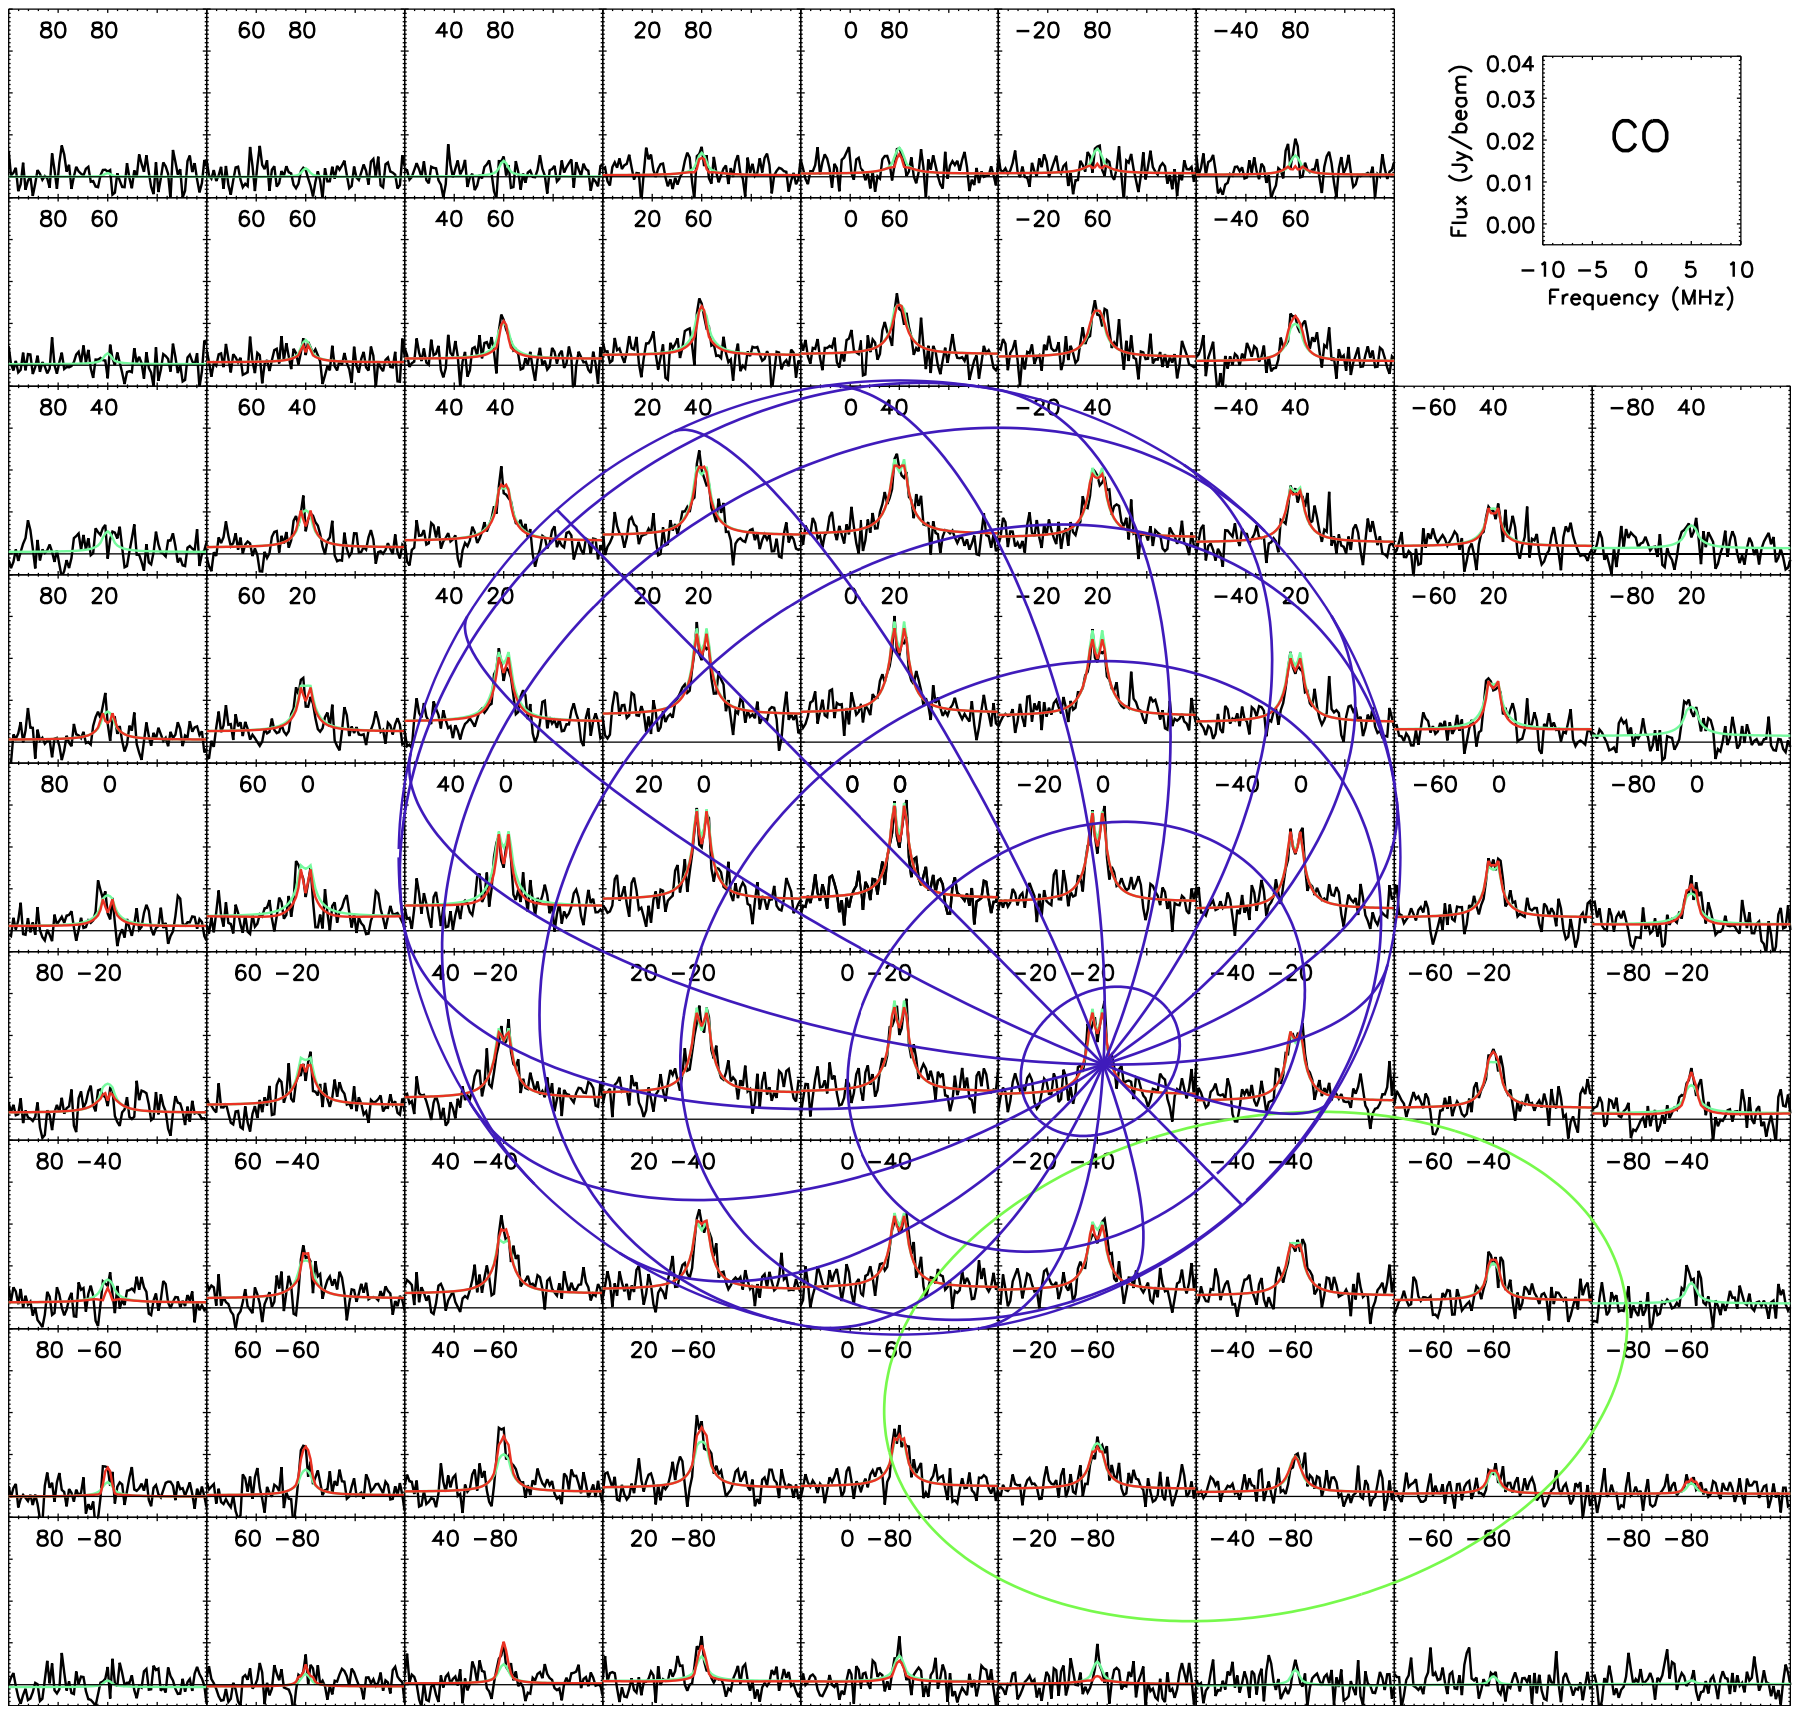 80 80 60 80 40 80 20 80 0 80 −20 80 −40 80
0.04
0.03
0.02
0.01
0.00
Flux (Jy/beam)
CO
−10 −5 0 5 10
Frequency (MHz)
80 60 60 60 40 60 20 60 0 60 −20 60 −40 60
80 40 60 40 40 40 20 40 0 40 −20 40 −40 40 −60 40 −80 40
80 20 60 20 40 20 20 20 0 20 −20 20 −40 20 −60 20 −80 20
80 0 60 0 40 0 20 0 0 0 −20 0 −40 0 −60 0 −80 0
80 −20 60 −20 40 −20 20 −20 0 −20 −20 −20 −40 −20 −60 −20 −80 −20
80 −40 60 −40 40 −40 20 −40 0 −40 −20 −40 −40 −40 −60 −40 −80 −40
80 −60 60 −60 40 −60 20 −60 0 −60 −20 −60 −40 −60 −60 −60 −80 −60
80 −80 60 −80 40 −80 20 −80 0 −80 −20 −80 −40 −80 −60 −80 −80 −80